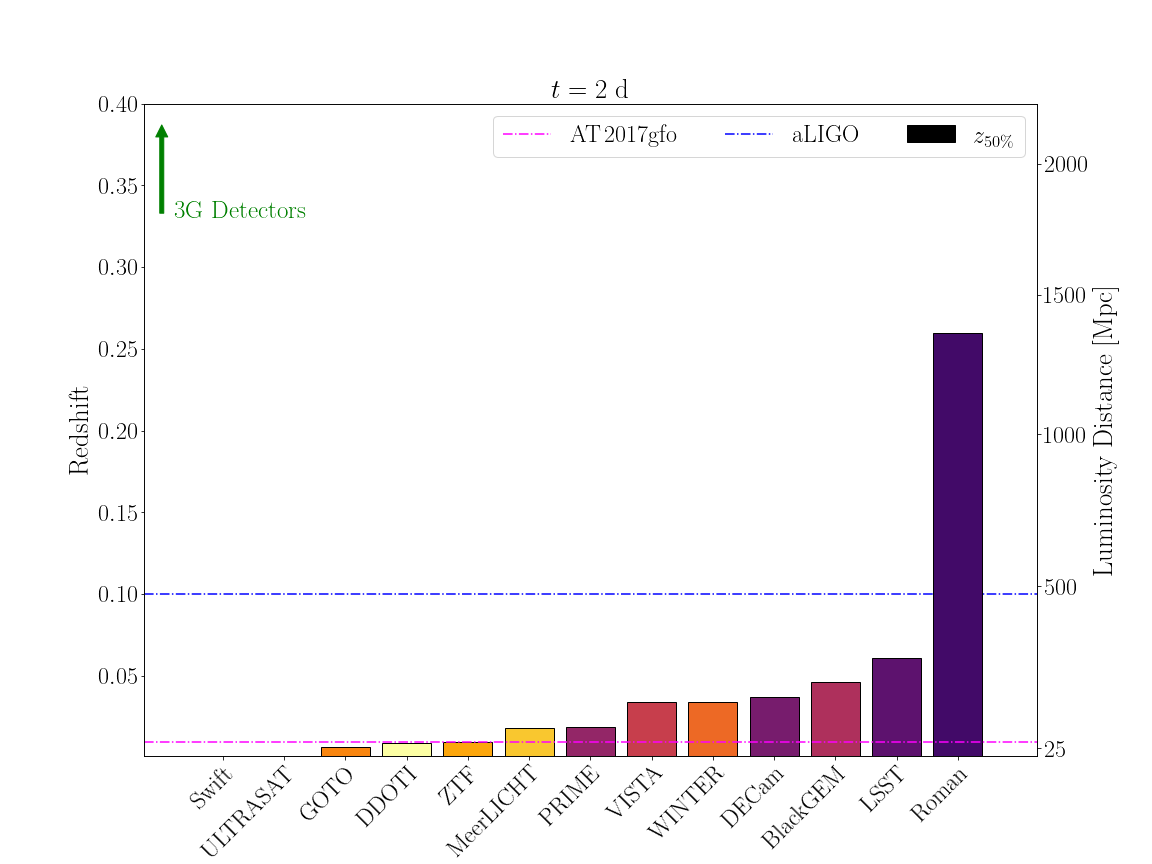 t = 2 d
AT 2017gfo
aLIGO
z50%
3G Detectors
Redshift
0.40
0.35
0.30
0.25
0.20
0.15
0.10
0.05
Luminosity Distance [Mpc]
2000
1500
1000
500
25
Swift
ULTRASAT
GOTO
DDOTI
ZTF
MeerLICHT
PRIME
VISTA
WINTER
DECam
BlackGEM
LSST
Roman